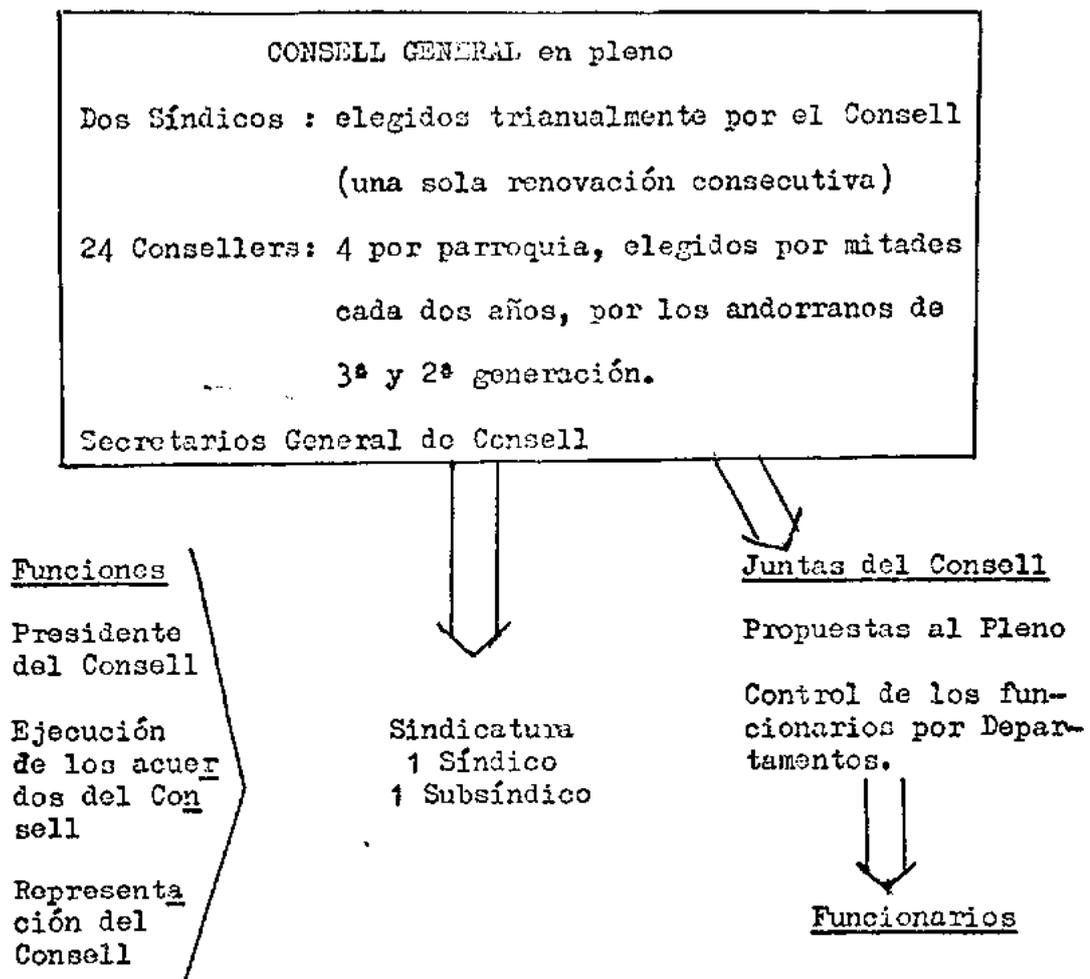 CONSELL GENERAL en pleno
Dos Síndicos : elegidos trianualmente por el Consell
(una sola renovación consecutiva)
24 Consellers: 4 por parroquia, elegidos por mitades
cada dos años, por los andorranos de
3ª y 2ª generación.
Secretarios General de Consell
Funciones
Presidente
del Consell
Ejecución
de los acuer
dos del Con
sell
Representa
ción del
Consell
Sindicatura
1 Síndico
1 Subsíndico
Juntas del Consell
Propuestas al Pleno
Control de los fun-
cionarios por Depar-
tamentos.
Funcionarios